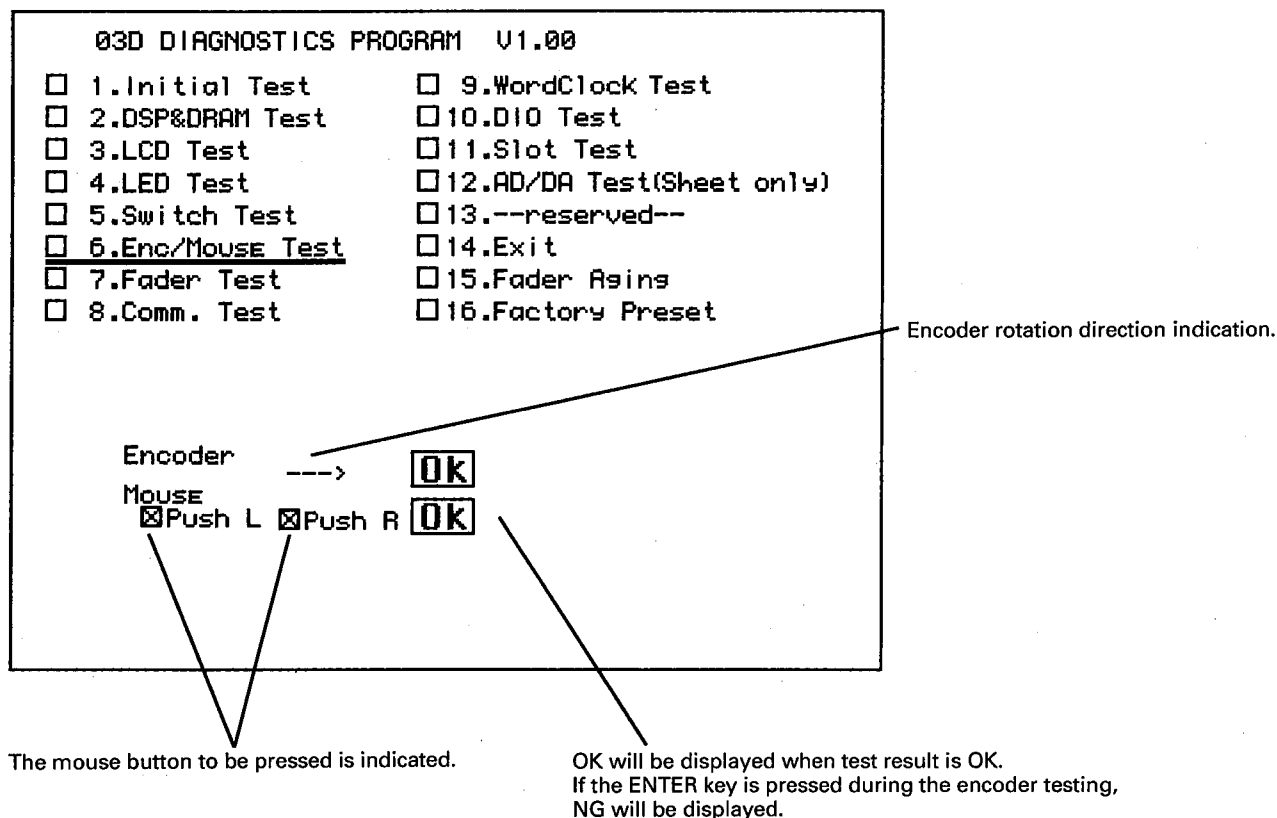 03D DIAGNOSTICS PROGRAM V1.00
1.Initial Test
2.DSP&DRAM Test
3.LCD Test
4.LED Test
5.Switch Test
6.Enc/Mouse Test
7.Fader Test
8.Comm. Test
9.WordClock Test
10.DIO Test
11.Slot Test
12.AD/DA Test(Sheet only)
13.--reserved--
14.Exit
15.Fader Aging
16.Factory Preset
Encoder rotation direction indication.
Encoder ---> Ok
Mouse
Push L Push R Ok
The mouse button to be pressed is indicated.
OK will be displayed when test result is OK.
If the ENTER key is pressed during the encoder testing,
NG will be displayed.